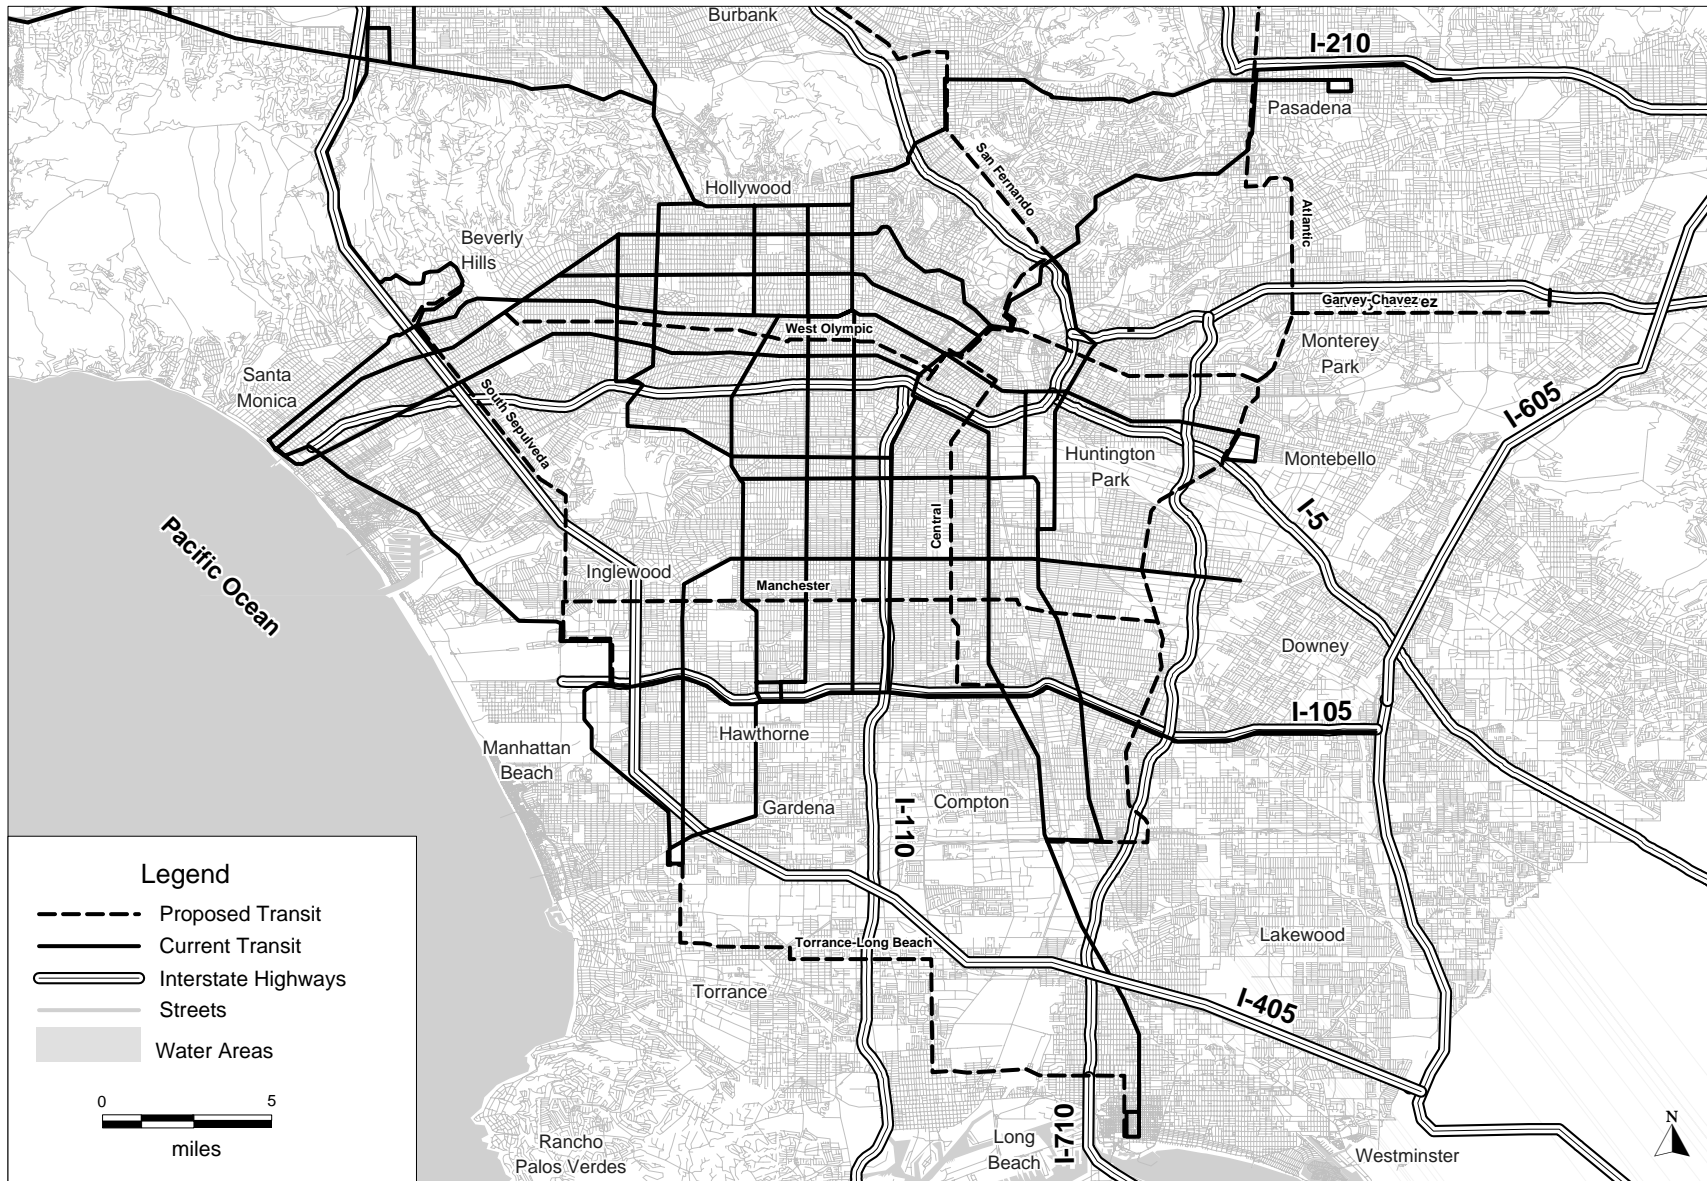 Burbank
I-210
Pasadena
San Fernando
Hollywood
Atlantic
Beverly
Hills
Garvey-Chavez
West Olympic
Monterey
Park
Santa
Monica
South Sepulveda
I-605
Huntington
Park
Montebello
I-5
Central
Pacific Ocean
Inglewood
Manchester
Downey
I-105
Hawthorne
Manhattan
Beach
Gardena
Compton
I-110
Legend
Proposed Transit
Current Transit
Interstate Highways
Streets
Water Areas
0 5
miles
Torrance-Long Beach
Lakewood
Torrance
I-405
I-710
Long
Beach
Rancho
Palos Verdes
Westminster
N